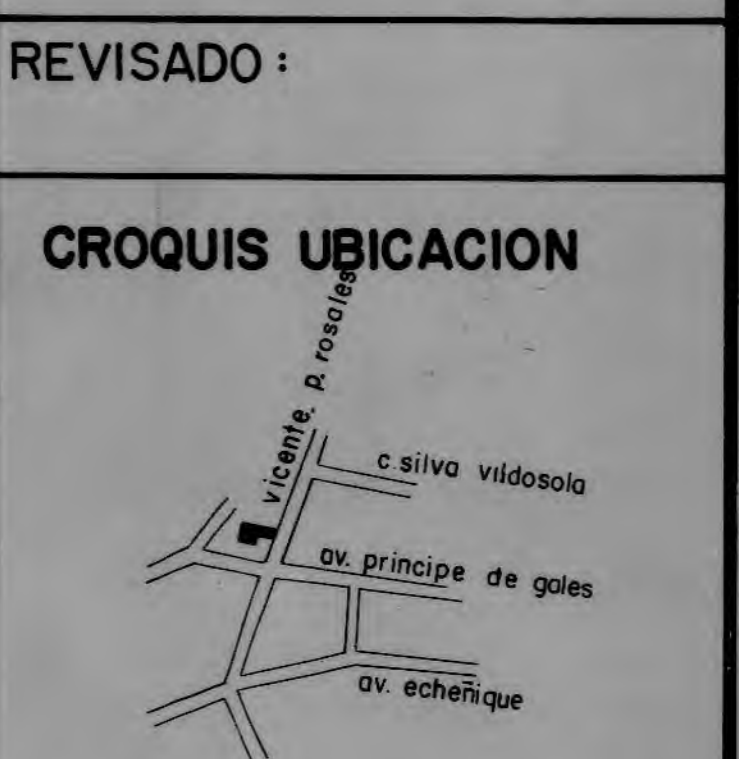 REVISADO :
CROQUIS UBICACION
vicente. p. rosales
c. silva vildosola
av. principe de gales
av. echeñique